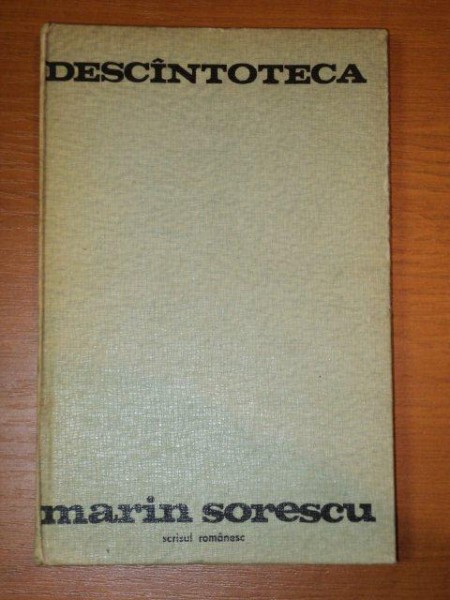 DESCÎNTOTECA
marin sorescu
scrisul românesc